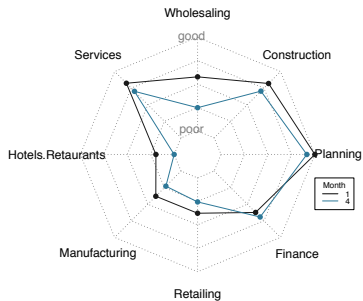 Wholesaling
good
Services
Construction
poor
Hotels.Retaurants
Planning
Month
1
4
Manufacturing
Finance
Retailing